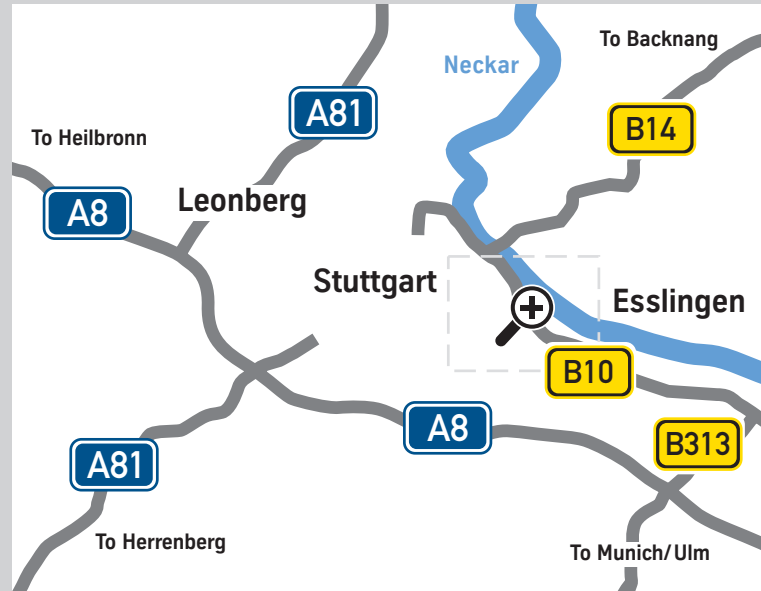 To Backnang
Neckar
A81
B14
To Heilbronn
Leonberg
A8
Stuttgart
Esslingen
B10
A8
B313
A81
To Herrenberg
To Munich/Ulm